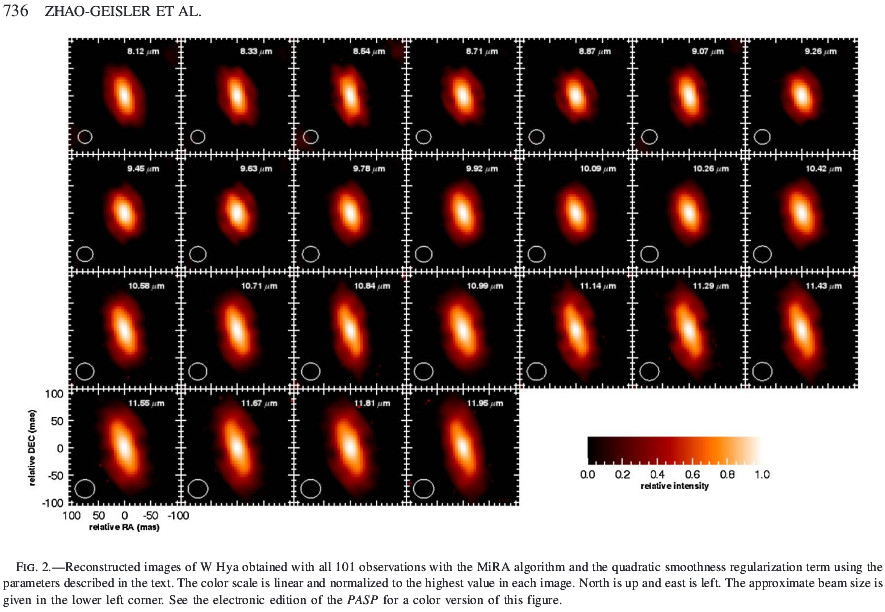 736 ZHAO-GEISLER ET AL.
8.12 μm 8.33 μm 8.54 μm 8.71 μm 8.87 μm 9.07 μm 9.26 μm
9.45 μm 9.63 μm 9.78 μm 9.92 μm 10.09 μm 10.26 μm 10.42 μm
10.58 μm 10.71 μm 10.84 μm 10.99 μm 11.14 μm 11.29 μm 11.43 μm
11.55 μm 11.67 μm 11.81 μm 11.95 μm
100
50
0
-50
-100
relative DEC (mas)
100 50 0 -50 -100
relative RA (mas)
0.0 0.2 0.4 0.6 0.8 1.0
relative intensity
FIG. 2.—Reconstructed images of W Hya obtained with all 101 observations with the MiRA algorithm and the quadratic smoothness regularization term using the
parameters described in the text. The color scale is linear and normalized to the highest value in each image. North is up and east is left. The approximate beam size is
given in the lower left corner. See the electronic edition of the PASP for a color version of this figure.